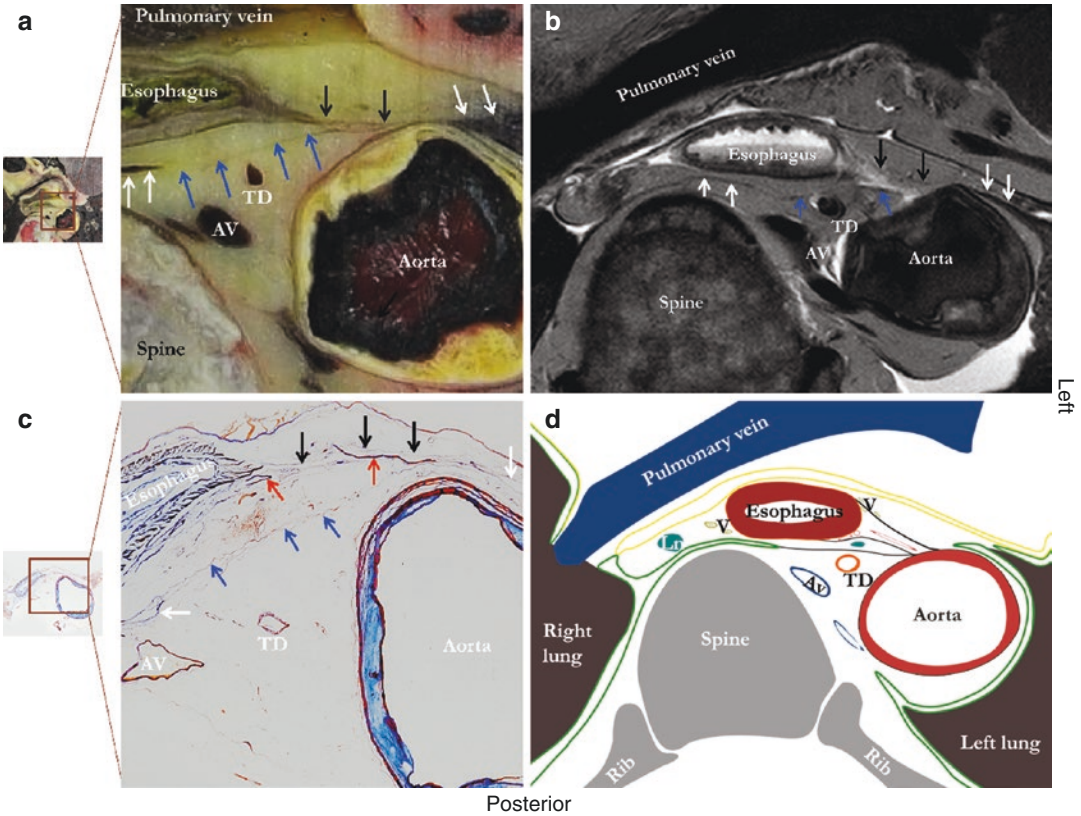 a
Pulmonary vein
Esophagus
TD
AV
Aorta
Spine
b
Pulmonary vein
Esophagus
TD
AV
Aorta
Spine
Left
c
Esophagus
TD
AV
Aorta
d
Pulmonary vein
Esophagus
V
V
Ln
TD
Av
Aorta
Right
lung
Spine
Left lung
Rib
Rib
Posterior